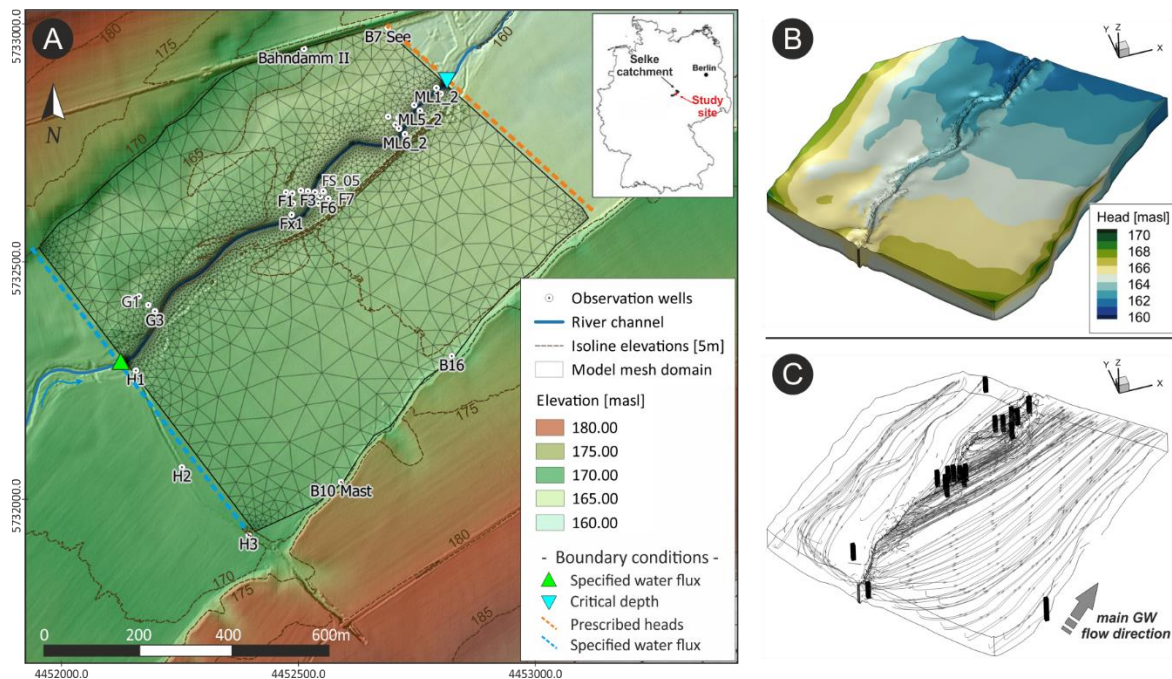 A
180
175
Bahndamm II
B7 See
160
N
165
ML1_2
ML5_2
ML6_2
FS_05
F1
F3
F6
F7
Fx1
G1
G3
H1
H2
H3
B16
B10 Mast
175
170
180
185
5733000.0
5732500.0
5732000.0
4452000.0
4452500.0
4453000.0
0 200 400 600m
Selke
catchment
Berlin
Study
site
Observation wells
River channel
Isoline elevations [5m]
Model mesh domain
Elevation [masl]
180.00
175.00
170.00
165.00
160.00
- Boundary conditions -
Specified water flux
Critical depth
Prescribed heads
Specified water flux
B
Z
Y
X
Head [masl]
170
168
166
164
162
160
C
Z
Y
X
main GW
flow direction